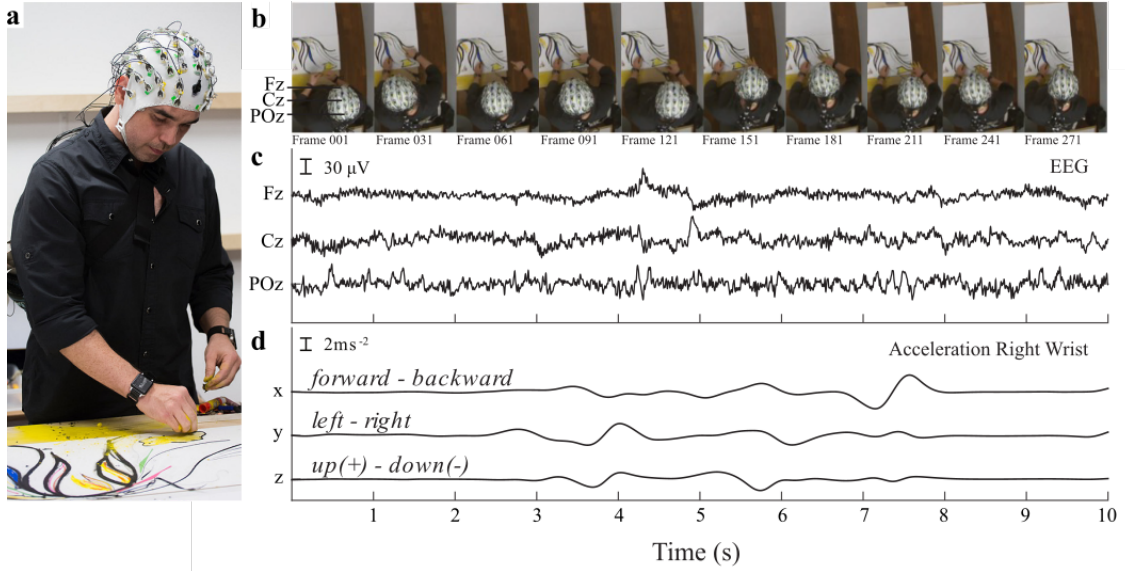 a
b
Fz
Cz
POz
Frame 001 Frame 031 Frame 061 Frame 091 Frame 121 Frame 151 Frame 181 Frame 211 Frame 241 Frame 271
c
30 μV
EEG
Fz
Cz
POz
d
2ms⁻²
Acceleration Right Wrist
x forward - backward
y left - right
z up(+) - down(-)
1 2 3 4 5 6 7 8 9 10
Time (s)